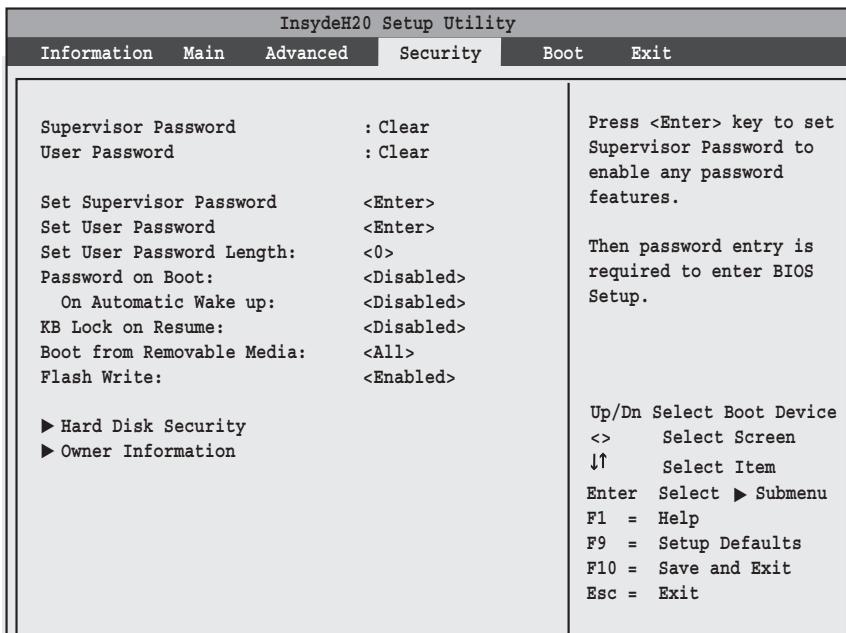 InsydeH20 Setup Utility
Information Main Advanced Security Boot Exit
Supervisor Password : Clear
User Password : Clear
Set Supervisor Password <Enter>
Set User Password <Enter>
Set User Password Length: <0>
Password on Boot: <Disabled>
On Automatic Wake up: <Disabled>
KB Lock on Resume: <Disabled>
Boot from Removable Media: <All>
Flash Write: <Enabled>
▶ Hard Disk Security
▶ Owner Information
Press <Enter> key to set
Supervisor Password to
enable any password
features.
Then password entry is
required to enter BIOS
Setup.
Up/Dn Select Boot Device
<> Select Screen
↓↑ Select Item
Enter Select ▶ Submenu
F1 = Help
F9 = Setup Defaults
F10 = Save and Exit
Esc = Exit